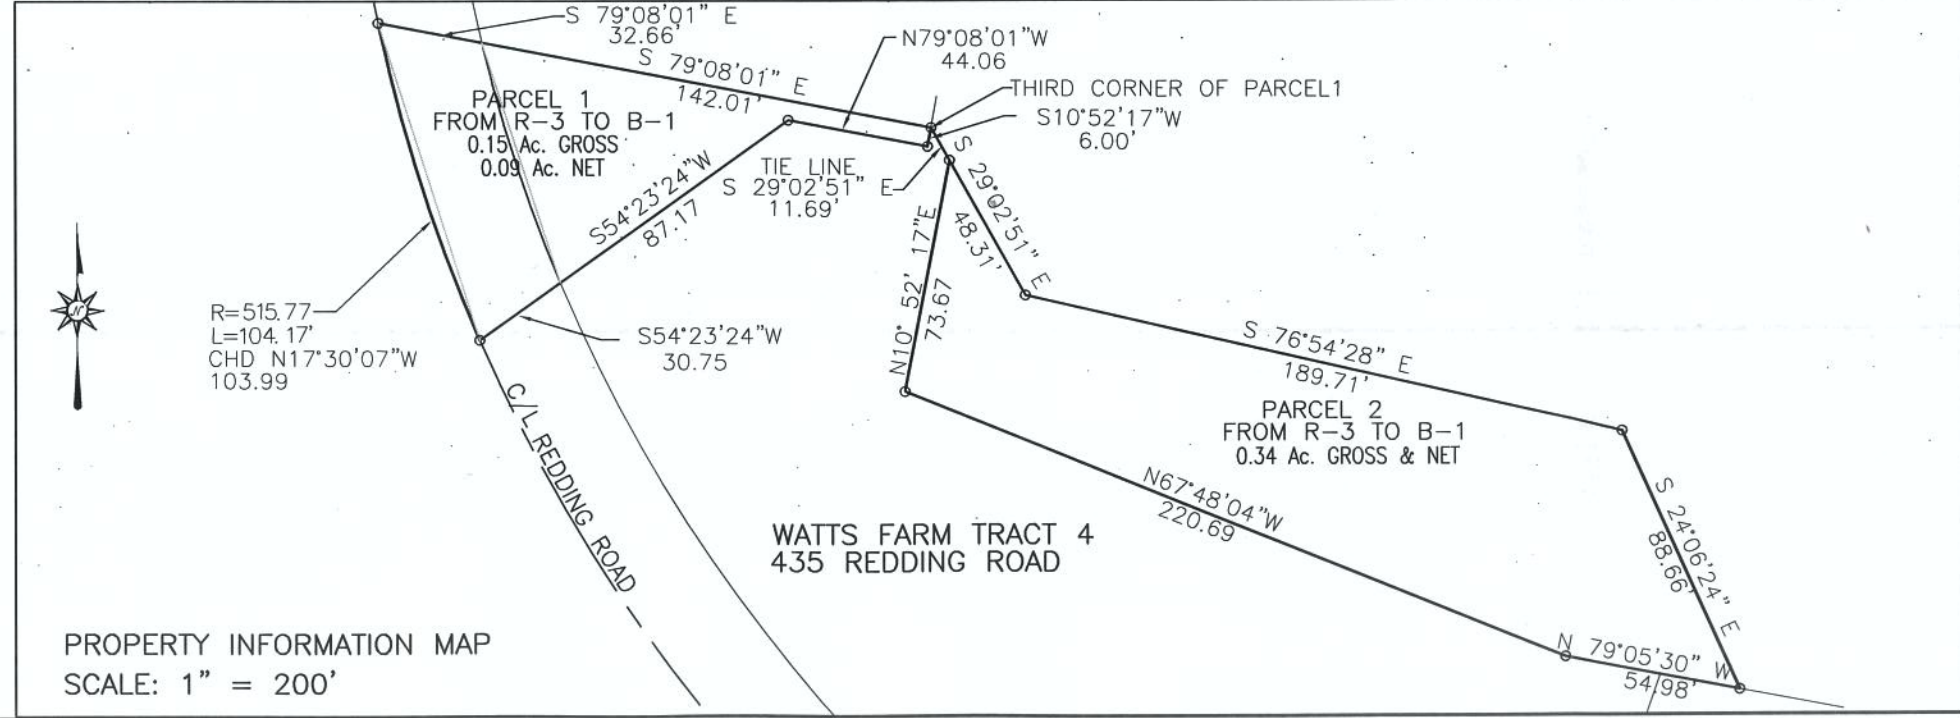 S 79°08'01" E
32.66'
S 79°08'01" E
142.01'
N79°08'01"W
44.06
THIRD CORNER OF PARCEL1
S10°52'17"W
6.00'
PARCEL 1
FROM R-3 TO B-1
0.15 Ac. GROSS
0.09 Ac. NET
TIE LINE
S 29°02'51" E
11.69'
S54°23'24"W
87.17
S 29°02'51" E
48.31'
N10° 52' 17"E
73.67
N
R=515.77
L=104.17'
CHD N17°30'07"W
103.99
S54°23'24"W
30.75
S 76°54'28" E
189.71'
PARCEL 2
FROM R-3 TO B-1
0.34 Ac. GROSS & NET
C/L REDDING ROAD
N67°48'04"W
220.69
S 24°06'24" E
88.66'
WATTS FARM TRACT 4
435 REDDING ROAD
N 79°05'30" W
54.98'
PROPERTY INFORMATION MAP
SCALE: 1" = 200'